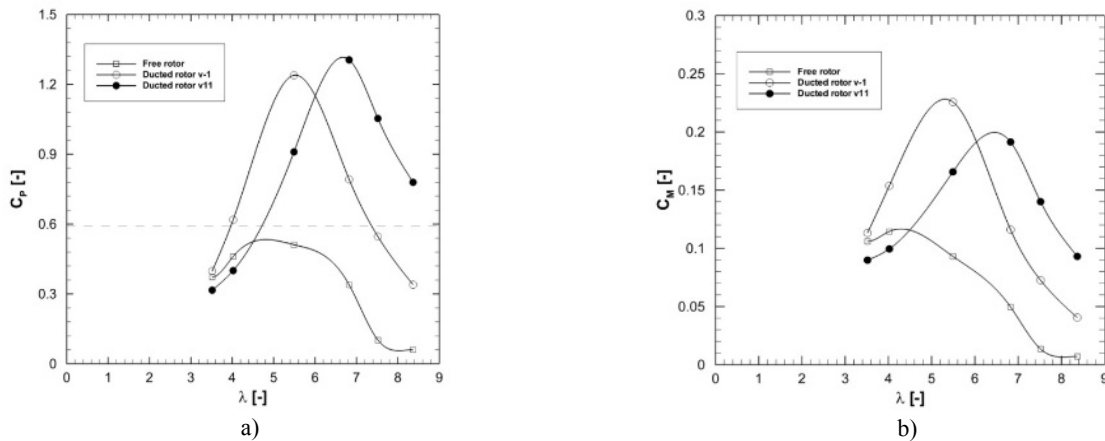 1.5
1.2
0.9
0.6
0.3
0
C_P [-]
Free rotor
Ducted rotor v-1
Ducted rotor v11
0 1 2 3 4 5 6 7 8 9
λ [-]
a)
0.3
0.25
0.2
0.15
0.1
0.05
0
C_M [-]
Free rotor
Ducted rotor v-1
Ducted rotor v11
0 1 2 3 4 5 6 7 8 9
λ [-]
b)